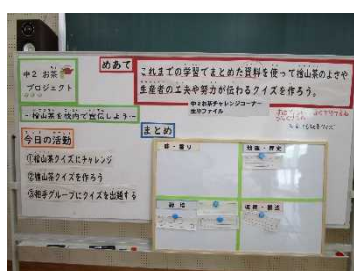 中2 お茶
プロジェクト
-桧山茶を校内で宣伝しよう-
今日の活動
①桧山茶クイズにチャレンジ
②檜山茶クイズを作ろう
③相手グループにクイズを出題する
めあて
これまでの学習でまとめた資料を使って桧山茶のよさや
生産者の工夫や努力が伝わるクイズを作ろう。
中2お茶チャレンジコーナー
まとめ
味・香り
地域・歴史
栽培